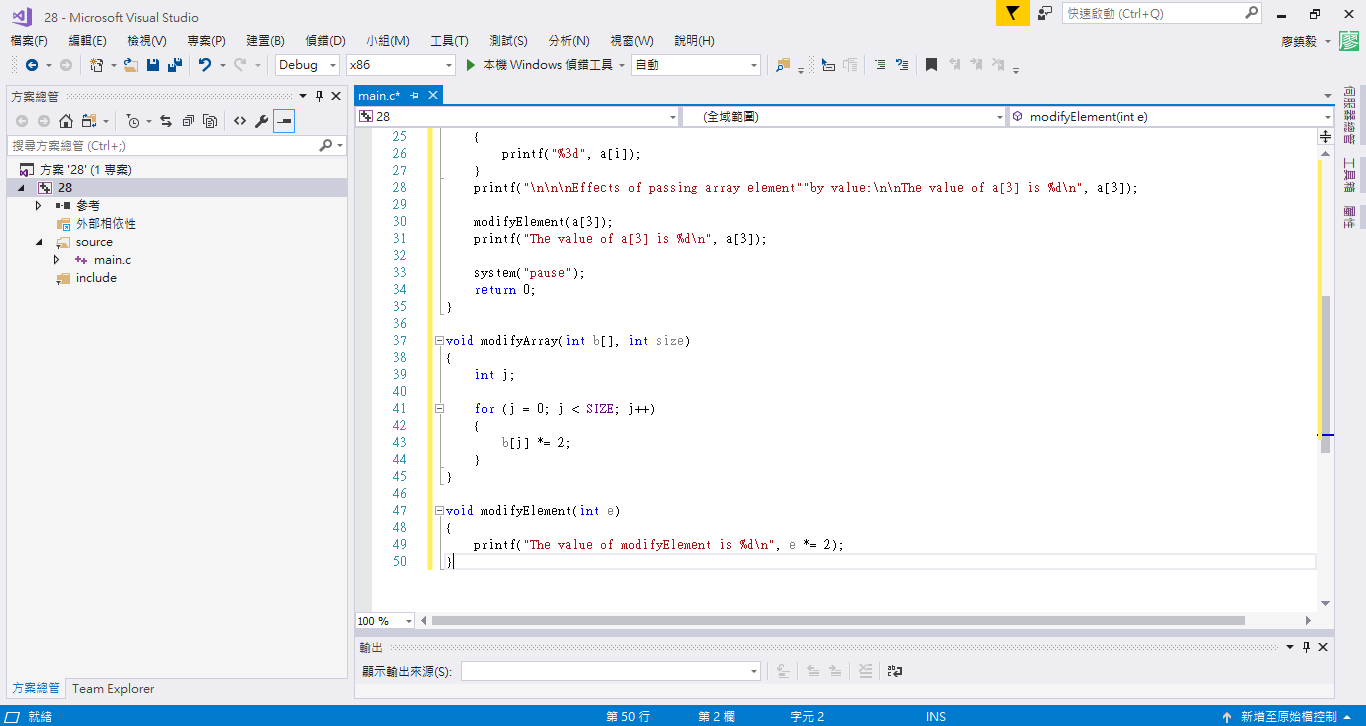 28 - Microsoft Visual Studio
快速啟動 (Ctrl+Q)
檔案(F) 編輯(E) 檢視(V) 專案(P) 建置(B) 偵錯(D) 小組(M) 工具(T) 測試(S) 分析(N) 視窗(W) 說明(H)
廖鎮毅
廖
Debug x86 本機 Windows 偵錯工具 自動
方案總管
搜尋方案總管 (Ctrl+;)
方案 '28' (1 專案)
28
參考
外部相依性
source
main.c
include
方案總管 Team Explorer
main.c*
28 (全域範圍) modifyElement(int e)
25 {
26 printf("%3d", a[i]);
27 }
28 printf("\n\n\nEffects of passing array element""by value:\n\nThe value of a[3] is %d\n", a[3]);
29
30 modifyElement(a[3]);
31 printf("The value of a[3] is %d\n", a[3]);
32
33 system("pause");
34 return 0;
35 }
36
37 void modifyArray(int b[], int size)
38 {
39 int j;
40
41 for (j = 0; j < SIZE; j++)
42 {
43 b[j] *= 2;
44 }
45 }
46
47 void modifyElement(int e)
48 {
49 printf("The value of modifyElement is %d\n", e *= 2);
50 }
100 %
輸出
顯示輸出來源(S):
伺服器總管
工具箱
屬性
就緒 第 50 行 第 2 欄 字元 2 INS 新增至原始檔控制